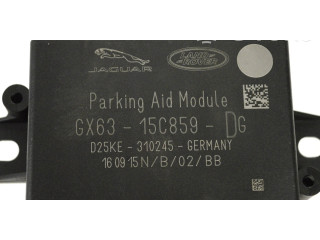 JAGUAR
LAND ROVER
Parking Aid Module
GX63 - 15C859 - DG
D25KE - 310245 - GERMANY
160915N/B/02/BB